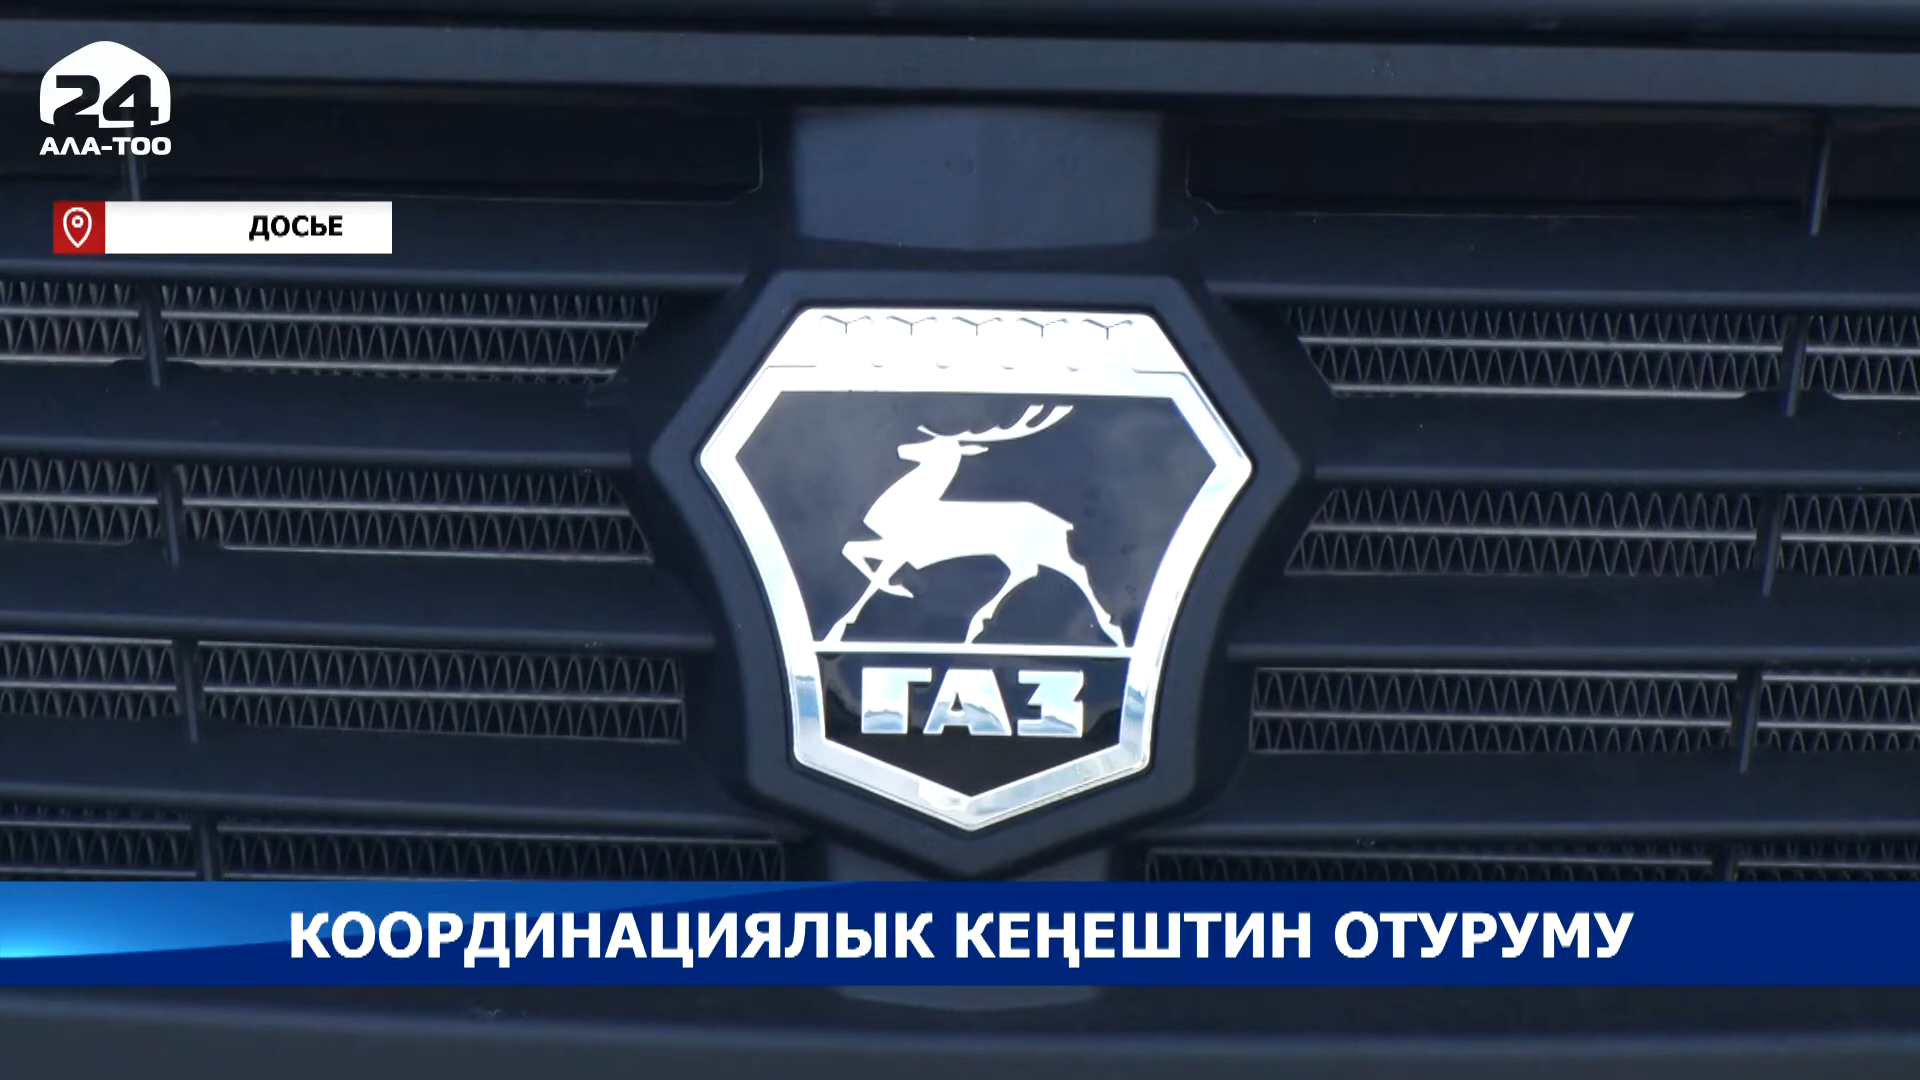 24
АЛА-ТОО
ДОСЬЕ
ГАЗ
КООРДИНАЦИЯЛЫК КЕҢЕШТИН ОТУРУМУ